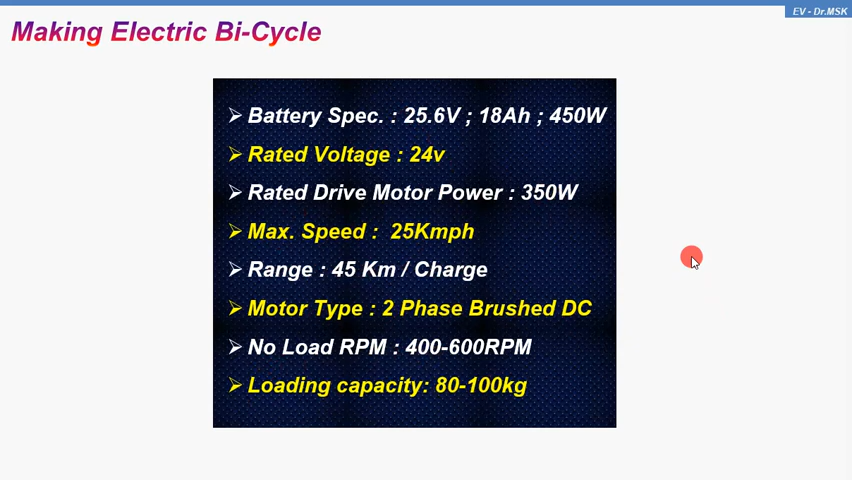 EV - Dr.MSK
Making Electric Bi-Cycle
Battery Spec. : 25.6V ; 18Ah ; 450W
Rated Voltage : 24v
Rated Drive Motor Power : 350W
Max. Speed : 25Kmph
Range : 45 Km / Charge
Motor Type : 2 Phase Brushed DC
No Load RPM : 400-600RPM
Loading capacity: 80-100kg